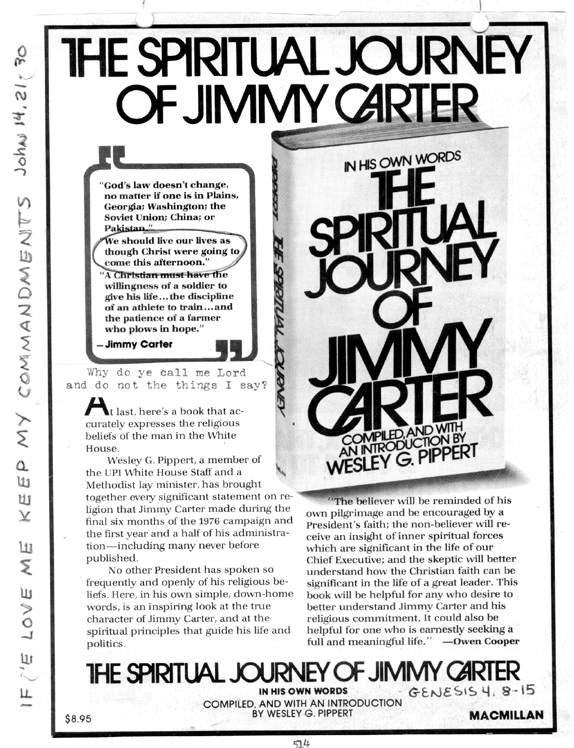 THE SPIRITUAL JOURNEY
OF JIMMY CARTER
"God's law doesn't change,
no matter if one is in Plains,
Georgia; Washington; the
Soviet Union; China; or
Pakistan."
"We should live our lives as
though Christ were going to
come this afternoon."
"A Christian must have the
willingness of a soldier to
give his life...the discipline
of an athlete to train...and
the patience of a farmer
who plows in hope."
– Jimmy Carter
Why do ye call me Lord
and do not the things I say?
At last, here's a book that ac-
curately expresses the religious
beliefs of the man in the White
House.
Wesley G. Pippert, a member of
the UPI White House Staff and a
Methodist lay minister, has brought
together every significant statement on re-
ligion that Jimmy Carter made during the
final six months of the 1976 campaign and
the first year and a half of his administra-
tion—including many never before
published.
No other President has spoken so
frequently and openly of his religious be-
liefs. Here, in his own simple, down-home
words, is an inspiring look at the true
character of Jimmy Carter, and at the
spiritual principles that guide his life and
politics.
PIPPERT THE SPIRITUAL JOURNEY
IN HIS OWN WORDS
THE
SPIRITUAL
JOURNEY
OF
JIMMY
CARTER
COMPILED, AND WITH
AN INTRODUCTION BY
WESLEY G. PIPPERT
"The believer will be reminded of his
own pilgrimage and be encouraged by a
President's faith; the non-believer will re-
ceive an insight of inner spiritual forces
which are significant in the life of our
Chief Executive; and the skeptic will better
understand how the Christian faith can be
significant in the life of a great leader. This
book will be helpful for any who desire to
better understand Jimmy Carter and his
religious commitment. It could also be
helpful for one who is earnestly seeking a
full and meaningful life." —Owen Cooper
THE SPIRITUAL JOURNEY OF JIMMY CARTER
IN HIS OWN WORDS
COMPILED, AND WITH AN INTRODUCTION
BY WESLEY G. PIPPERT
GENESIS 4. 8-15
$8.95
MACMILLAN
514
IF YE LOVE ME KEEP MY COMMANDMENTS John 14, 21, 30